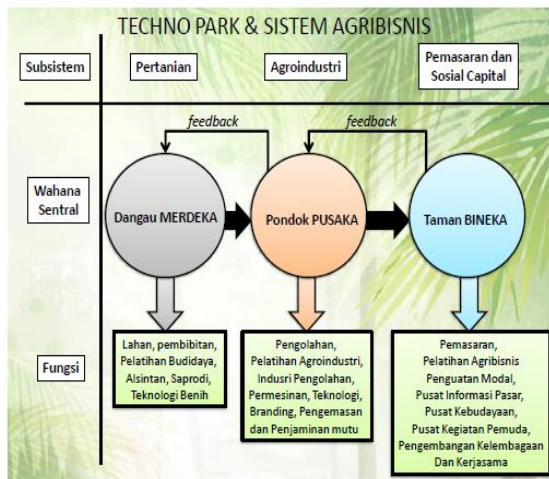 TECHNO PARK & SISTEM AGRIBISNIS
Subsistem
Pertanian
Agroindustri
Pemasaran dan
Sosial Capital
feedback
feedback
Wahana
Sentral
Dangau MERDEKA
Pondok PUSAKA
Taman BINEKA
Fungsi
Lahan, pembibitan,
Pelatihan Budidaya,
Alsintan, Saprodi,
Teknologi Benih
Pengolahan,
Pelatihan Agroindustri,
Indusri Pengolahan,
Permesinan, Teknologi,
Branding, Pengemasan
dan Penjaminan mutu
Pemasaran,
Pelatihan Agribisnis
Penguatan Modal,
Pusat Informasi Pasar,
Pusat Kebudayaan,
Pusat Kegiatan Pemuda,
Pengembangan Kelembagaan
Dan Kerjasama